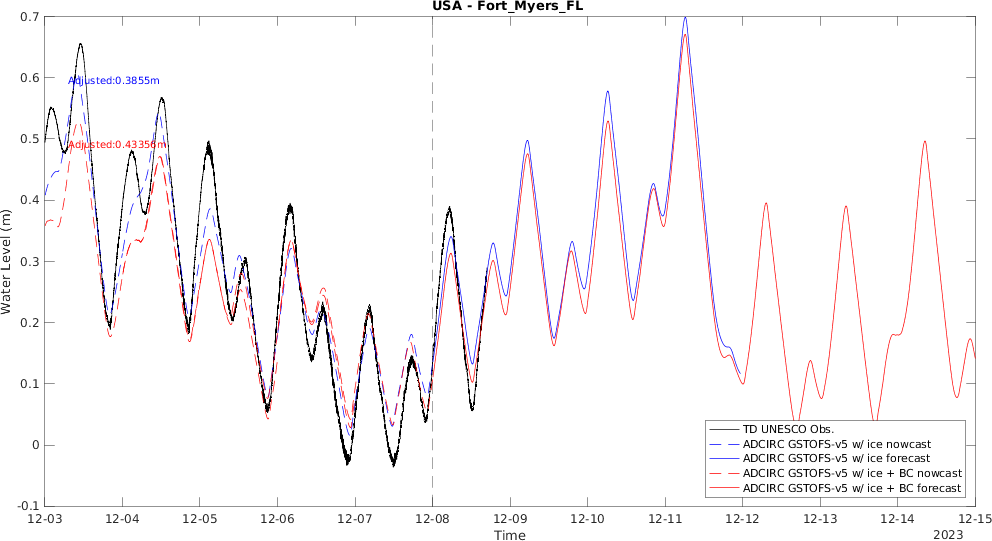 USA - Fort_Myers_FL
0.7
0.6
0.5
0.4
0.3
0.2
0.1
0
-0.1
Water Level (m)
Adjusted:0.3855m
Adjusted:0.43356m
TD UNESCO Obs.
ADCIRC GSTOFS-v5 w/ ice nowcast
ADCIRC GSTOFS-v5 w/ ice forecast
ADCIRC GSTOFS-v5 w/ ice + BC nowcast
ADCIRC GSTOFS-v5 w/ ice + BC forecast
12-03 12-04 12-05 12-06 12-07 12-08 12-09 12-10 12-11 12-12 12-13 12-14 12-15
Time
2023